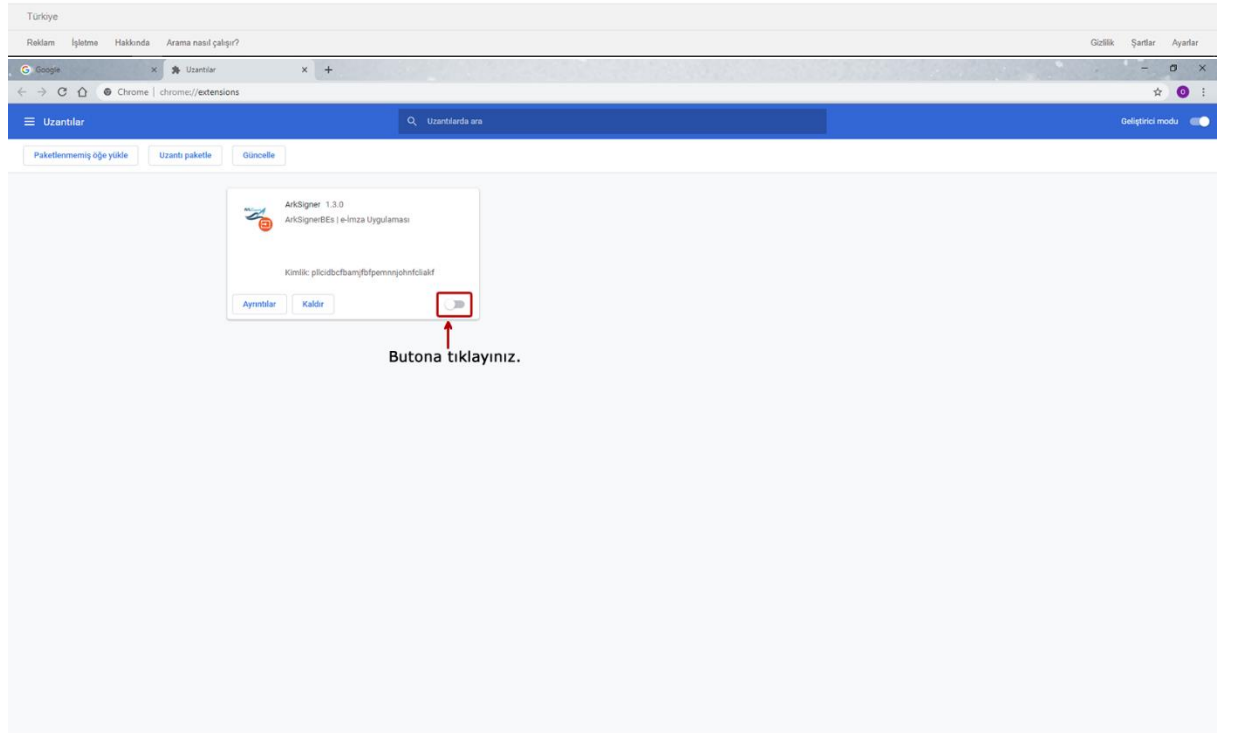 Türkiye
Reklam İşletme Hakkında Arama nasıl çalışır? Gizlilik Şartlar Ayarlar
Google Uzantılar
Chrome | chrome://extensions
Uzantılar Uzantılarda ara Geliştirici modu
Paketlenmemiş öğe yükle Uzantı paketle Güncelle
ArkSigner 1.3.0
ArkSignerBEs | e-İmza Uygulaması
Kimlik:
Ayrıntılar Kaldır
Butona tıklayınız.